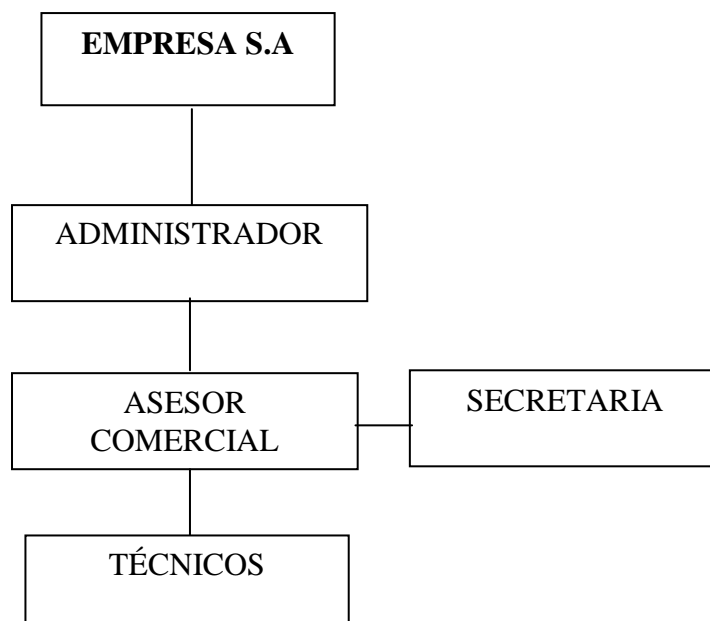 EMPRESA S.A
ADMINISTRADOR
ASESOR
COMERCIAL
SECRETARIA
TÉCNICOS